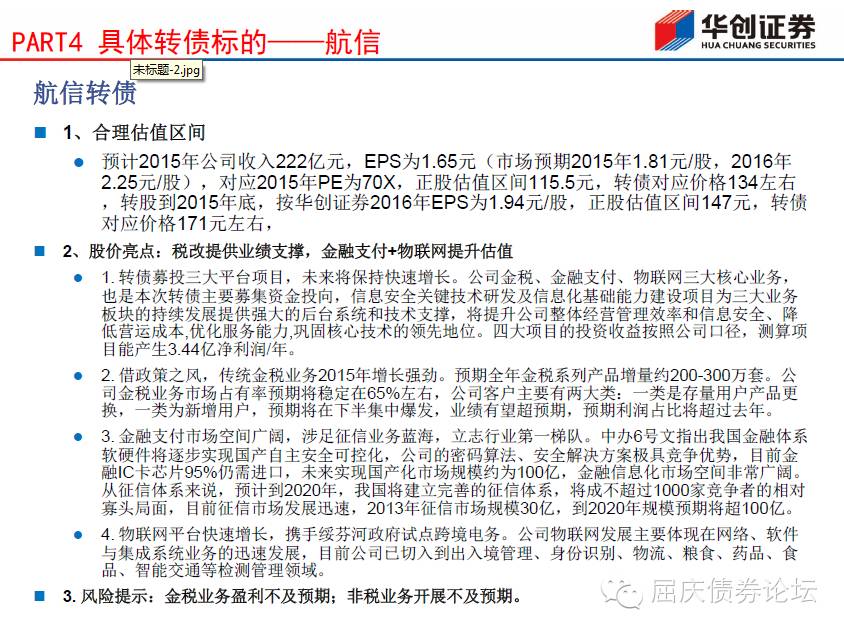 PART4 具体转债标的——航信
华创证券
HUA CHUANG SECURITIES
未标题-2.jpg
航信转债
1、合理估值区间
预计2015年公司收入222亿元，EPS为1.65元（市场预期2015年1.81元/股，2016年
2.25元/股），对应2015年PE为70X，正股估值区间115.5元，转债对应价格134左右
，转股到2015年底，按华创证券2016年EPS为1.94元/股，正股估值区间147元，转债
对应价格171元左右，
2、股价亮点：税改提供业绩支撑，金融支付+物联网提升估值
1. 转债募投三大平台项目，未来将保持快速增长。公司金税、金融支付、物联网三大核心业务，
也是本次转债主要募集资金投向，信息安全关键技术研发及信息化基础能力建设项目为三大业务
板块的持续发展提供强大的后台系统和技术支撑，将提升公司整体经营管理效率和信息安全、降
低营运成本,优化服务能力,巩固核心技术的领先地位。四大项目的投资收益按照公司口径，测算项
目能产生3.44亿净利润/年。
2. 借政策之风，传统金税业务2015年增长强劲。预期全年金税系列产品增量约200-300万套。公
司金税业务市场占有率预期将稳定在65%左右，公司客户主要有两大类：一类是存量用户产品更
换，一类为新增用户，预期将在下半集中爆发，业绩有望超预期，预期利润占比将超过去年。
3. 金融支付市场空间广阔，涉足征信业务蓝海，立志行业第一梯队。中办6号文指出我国金融体系
软硬件将逐步实现国产自主安全可控化，公司的密码算法、安全解决方案极具竞争优势，目前金
融IC卡芯片95%仍需进口，未来实现国产化市场规模约为100亿，金融信息化市场空间非常广阔。
从征信体系来说，预计到2020年，我国将建立完善的征信体系，将成不超过1000家竞争者的相对
寡头局面，目前征信市场发展迅速，2013年征信市场规模30亿，到2020年规模预期将超100亿。
4. 物联网平台快速增长，携手绥芬河政府试点跨境电务。公司物联网发展主要体现在网络、软件
与集成系统业务的迅速发展，目前公司已切入到出入境管理、身份识别、物流、粮食、药品、食
品、智能交通等检测管理领域。
3. 风险提示：金税业务盈利不及预期；非税业务开展不及预期。
屈庆债券论坛